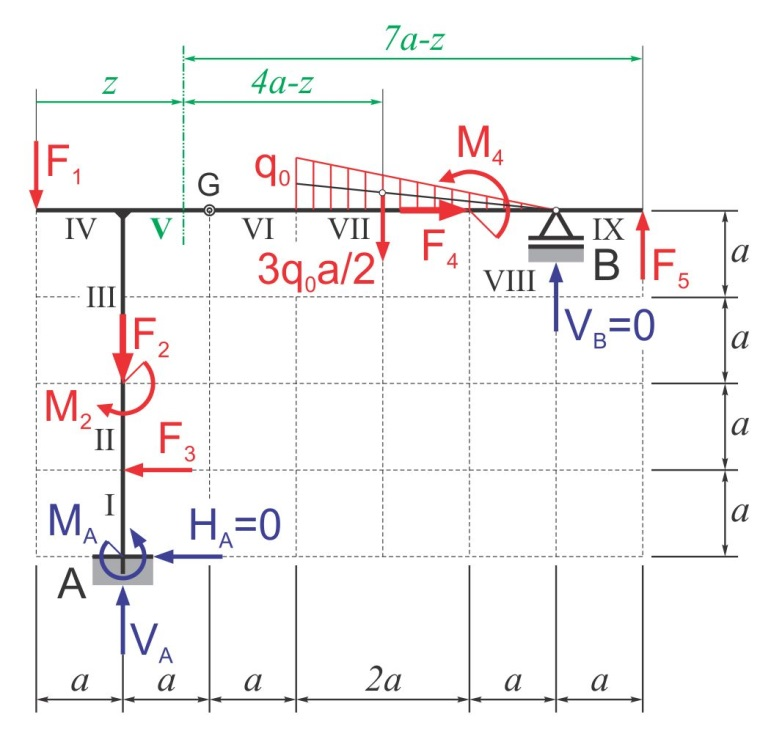 7a-z
z 4a-z
F₁ q₀ M₄
G
IV V VI VII IX
F₄ B F₅ a
3q₀a/2 VIII
III
F₂ V_B=0 a
M₂ II F₃ a
M_A I H_A=0 a
A
V_A
a a a 2a a a